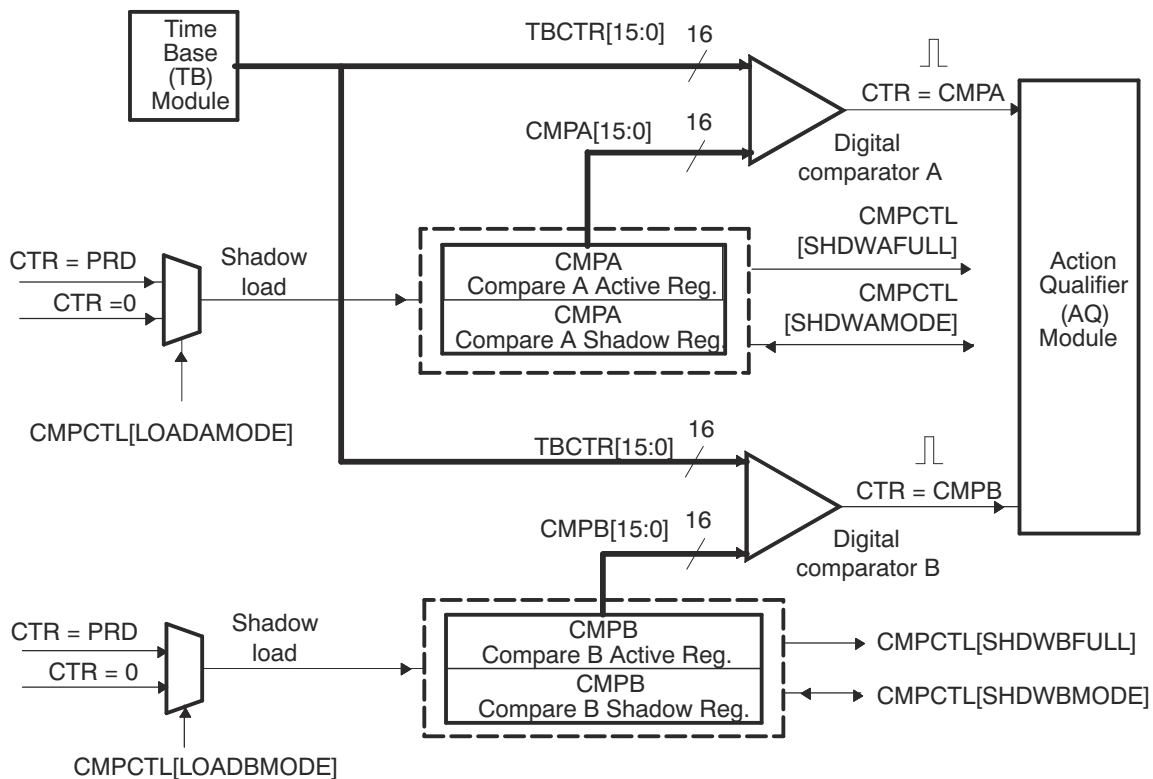 Time
Base
(TB)
Module
TBCTR[15:0]
16
CTR = CMPA
CMPA[15:0]
16
Digital
comparator A
CTR = PRD
CTR =0
Shadow
load
CMPA
Compare A Active Reg.
CMPA
Compare A Shadow Reg.
CMPCTL
[SHDWAFULL]
CMPCTL
[SHDWAMODE]
Action
Qualifier
(AQ)
Module
CMPCTL[LOADAMODE]
TBCTR[15:0]
16
CTR = CMPB
CMPB[15:0]
16
Digital
comparator B
CTR = PRD
CTR = 0
Shadow
load
CMPB
Compare B Active Reg.
CMPB
Compare B Shadow Reg.
CMPCTL[SHDWBFULL]
CMPCTL[SHDWBMODE]
CMPCTL[LOADBMODE]